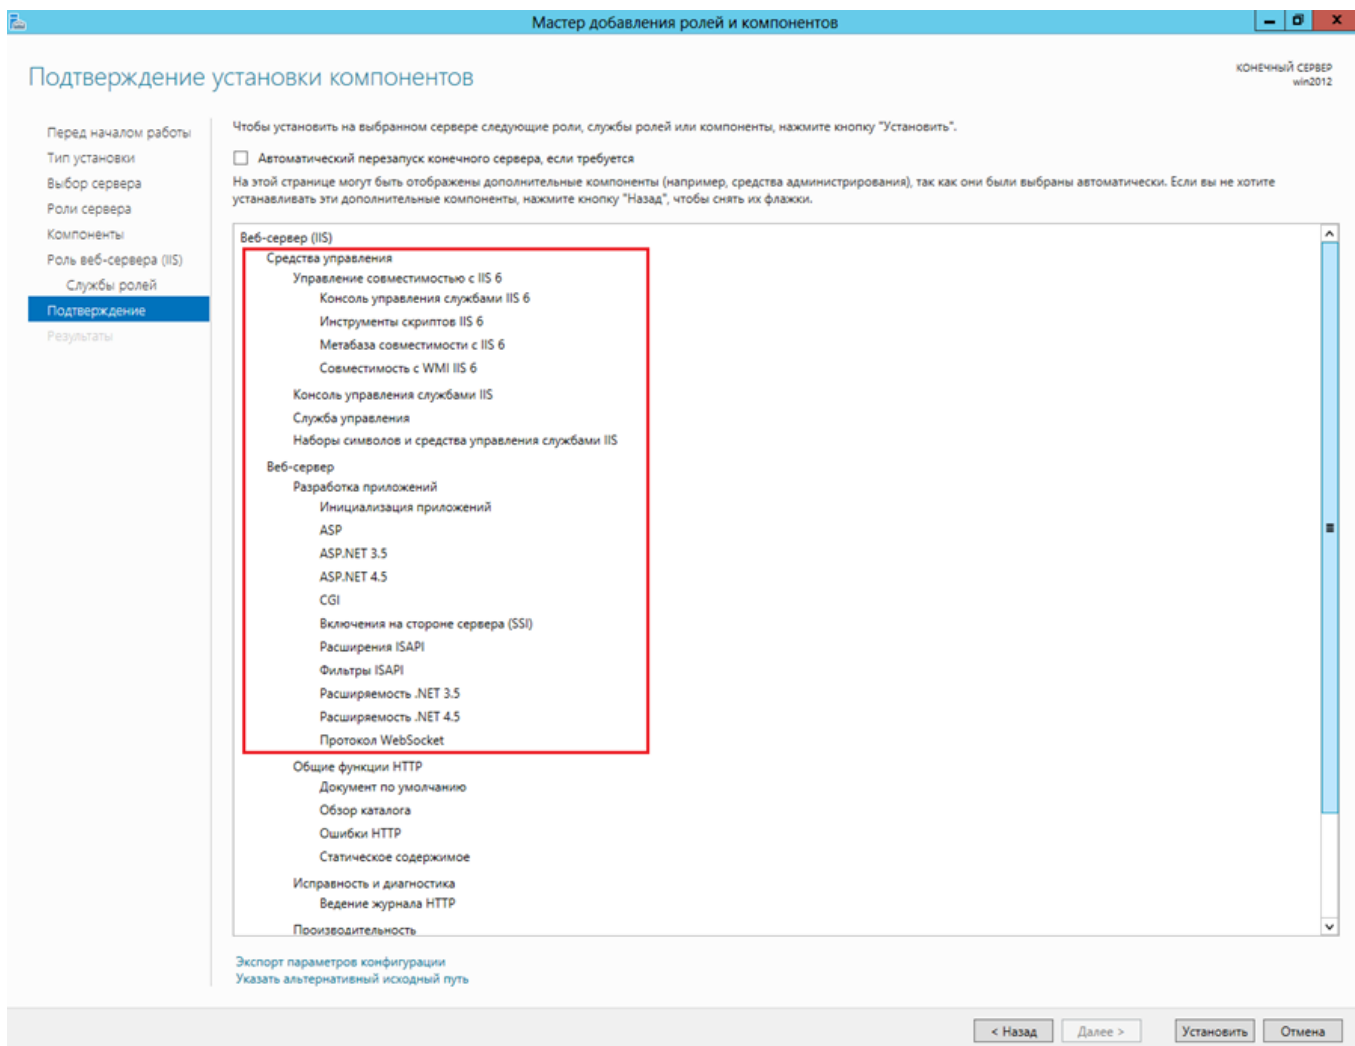 Мастер добавления ролей и компонентов
Подтверждение установки компонентов
КОНЕЧНЫЙ СЕРВЕР
win2012
Перед началом работы
Тип установки
Выбор сервера
Роли сервера
Компоненты
Роль веб-сервера (IIS)
Службы ролей
Подтверждение
Результаты
Чтобы установить на выбранном сервере следующие роли, службы ролей или компоненты, нажмите кнопку "Установить".
Автоматический перезапуск конечного сервера, если требуется
На этой странице могут быть отображены дополнительные компоненты (например, средства администрирования), так как они были выбраны автоматически. Если вы не хотите
устанавливать эти дополнительные компоненты, нажмите кнопку "Назад", чтобы снять их флажки.
Веб-сервер (IIS)
Средства управления
Управление совместимостью с IIS 6
Консоль управления службами IIS 6
Инструменты скриптов IIS 6
Метабаза совместимости с IIS 6
Совместимость с WMI IIS 6
Консоль управления службами IIS
Служба управления
Наборы символов и средства управления службами IIS
Веб-сервер
Разработка приложений
Инициализация приложений
ASP
ASP.NET 3.5
ASP.NET 4.5
CGI
Включения на стороне сервера (SSI)
Расширения ISAPI
Фильтры ISAPI
Расширяемость .NET 3.5
Расширяемость .NET 4.5
Протокол WebSocket
Общие функции HTTP
Документ по умолчанию
Обзор каталога
Ошибки HTTP
Статическое содержимое
Исправность и диагностика
Ведение журнала HTTP
Производительность
Экспорт параметров конфигурации
Указать альтернативный исходный путь
< Назад
Далее >
Установить
Отмена